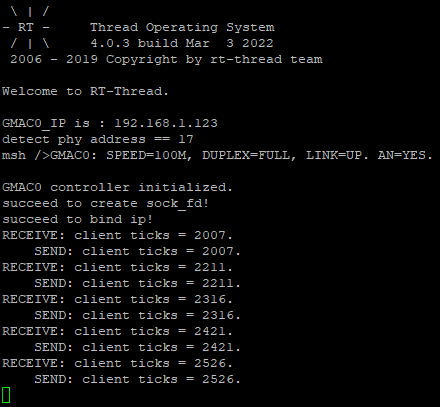 \ | /
- RT -     Thread Operating System
 / | \     4.0.3 build Mar  3 2022
 2006 - 2019 Copyright by rt-thread team
Welcome to RT-Thread.
GMAC0_IP is : 192.168.1.123
detect phy address == 17
msh />GMAC0: SPEED=100M, DUPLEX=FULL, LINK=UP. AN=YES.
GMAC0 controller initialized.
succeed to create sock_fd!
succeed to bind ip!
RECEIVE: client ticks = 2007.
    SEND: client ticks = 2007.
RECEIVE: client ticks = 2211.
    SEND: client ticks = 2211.
RECEIVE: client ticks = 2316.
    SEND: client ticks = 2316.
RECEIVE: client ticks = 2421.
    SEND: client ticks = 2421.
RECEIVE: client ticks = 2526.
    SEND: client ticks = 2526.